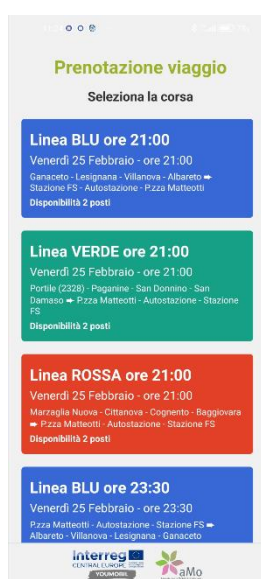 Prenotazione viaggio
Seleziona la corsa
Linea BLU ore 21:00
Venerdì 25 Febbraio - ore 21:00
Ganaceto - Lesignana - Villanova - Albareto ➨
Stazione FS - Autostazione - P.zza Matteotti
Disponibilità 2 posti
Linea VERDE ore 21:00
Venerdì 25 Febbraio - ore 21:00
Portile (2328) - Paganine - San Donnino - San
Damaso ➨ P.zza Matteotti - Autostazione - Stazione
FS
Disponibilità 2 posti
Linea ROSSA ore 21:00
Venerdì 25 Febbraio - ore 21:00
Marzaglia Nuova - Cittanova - Cognento - Baggiovara
➨ P.zza Matteotti - Autostazione - Stazione FS
Disponibilità 2 posti
Linea BLU ore 23:30
Venerdì 25 Febbraio - ore 23:30
P.zza Matteotti - Autostazione - Stazione FS ➨
Albareto - Villanova - Lesignana - Ganaceto
Interreg
CENTRAL EUROPE
YOUMOBIL
aMo